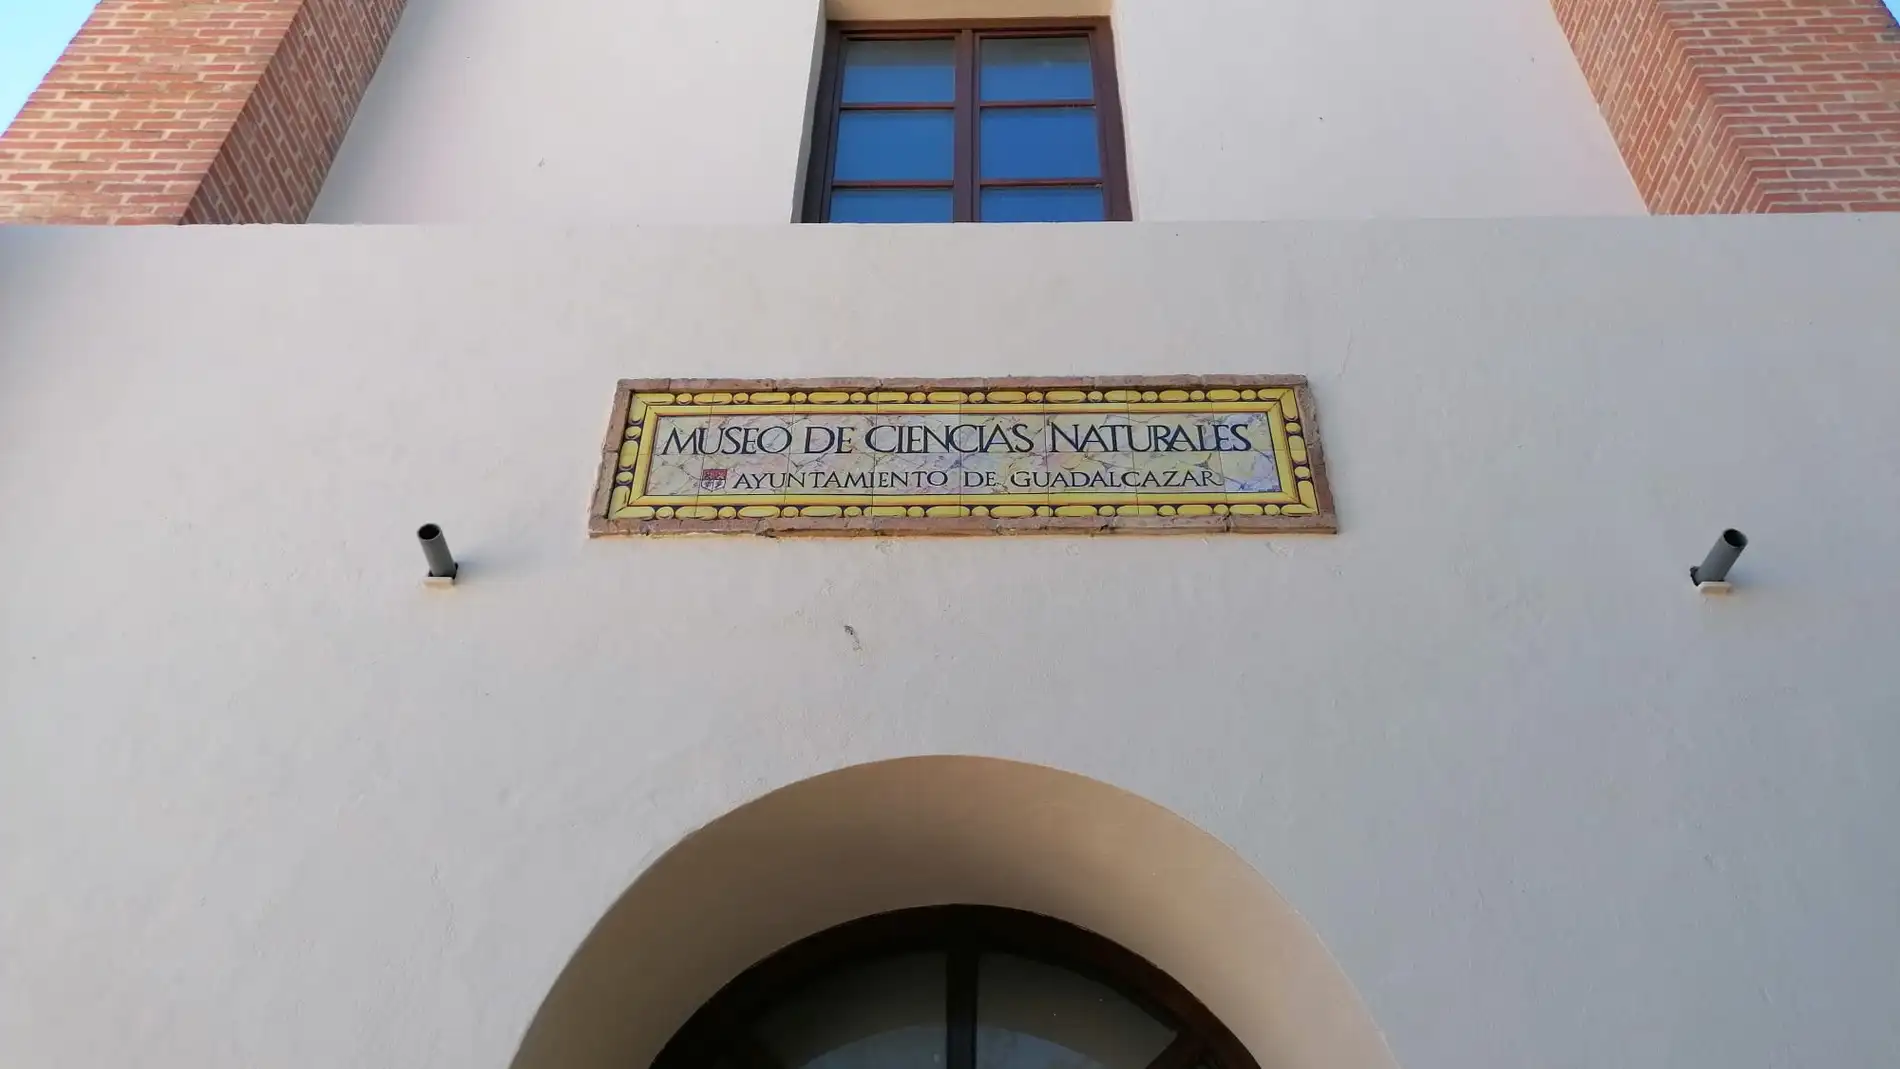 MUSEO DE CIENCIAS NATURALES
AYUNTAMIENTO DE GUADALCAZAR